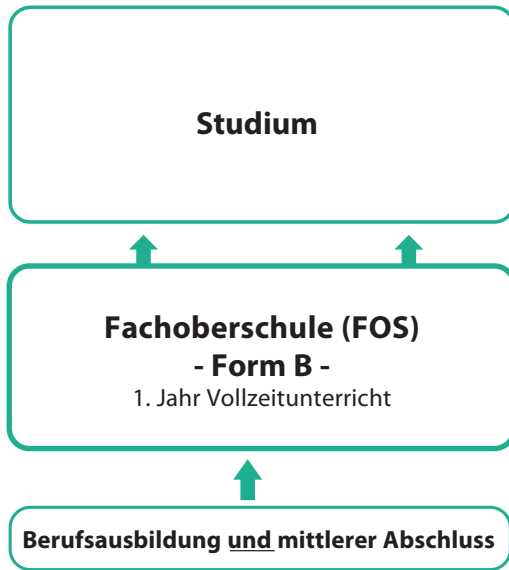 Studium
Fachoberschule (FOS)
- Form B -
1. Jahr Vollzeitunterricht
Berufsausbildung und mittlerer Abschluss